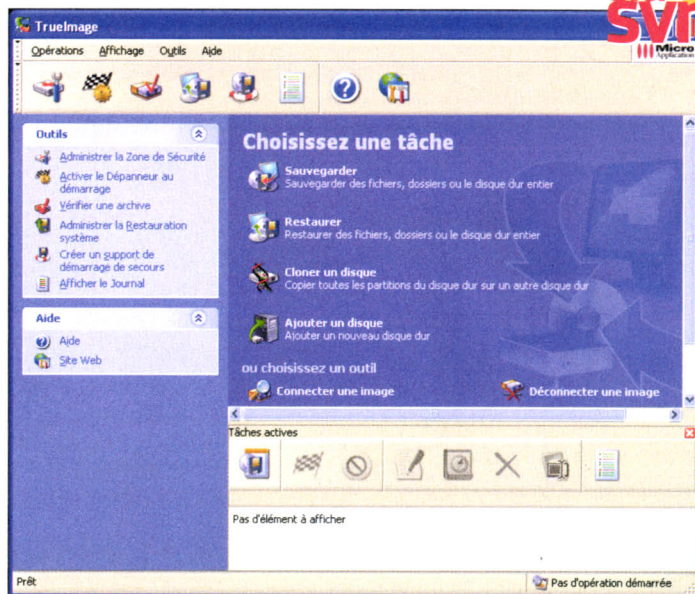 TrueImage
SVM
Micro
Application
Opérations Affichage Outils Aide
Outils
Administrer la Zone de Sécurité
Activer le Dépanneur au
démarrage
Vérifier une archive
Administrer la Restauration
système
Créer un support de
démarrage de secours
Afficher le Journal
Aide
Aide
Site Web
Choisissez une tâche
Sauvegarder
Sauvegarder des fichiers, dossiers ou le disque dur entier
Restaurer
Restaurer des fichiers, dossiers ou le disque dur entier
Cloner un disque
Copier toutes les partitions du disque dur sur un autre disque dur
Ajouter un disque
Ajouter un nouveau disque dur
ou choisissez un outil
Connecter une image Déconnecter une image
Tâches actives
Pas d'élément à afficher
Prêt Pas d'opération démarrée